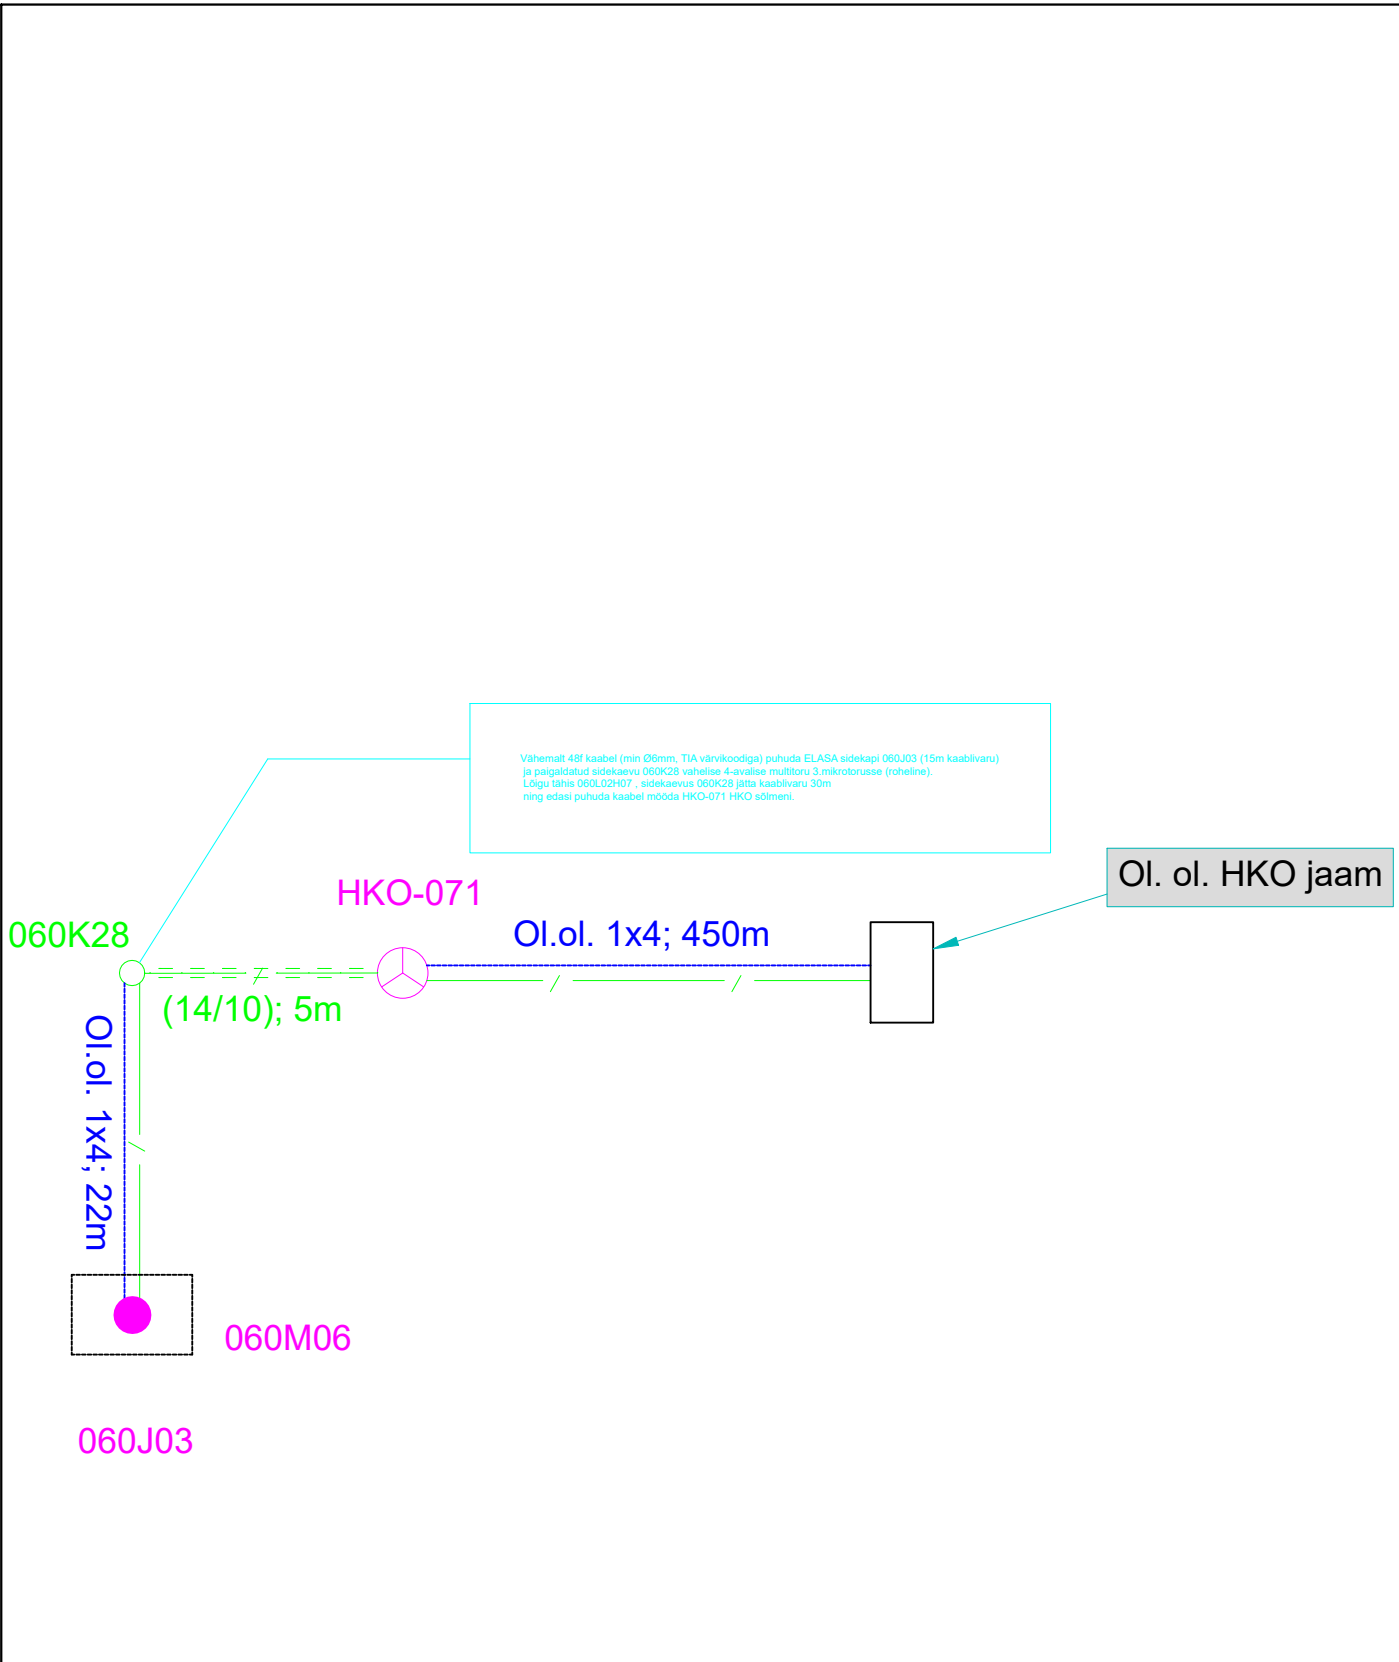 Vähemalt 48f kaabel (min Ø6mm, TIA värvikoodiga) puhuda ELASA sidekapi 060J03 (15m kaablivaru)
ja paigaldatud sidekaevu 060K28 vahelise 4-avalise multitoru 3.mikrotorusse (roheline).
Lõigu tähis 060L02H07 , sidekaevus 060K28 jätta kaablivaru 30m
ning edasi puhuda kaabel mööda HKO-071 HKO sõlmeni.
Ol. ol. HKO jaam
HKO-071
060K28
Ol.ol. 1x4; 450m
(14/10); 5m
Ol.ol. 1x4; 22m
060M06
060J03